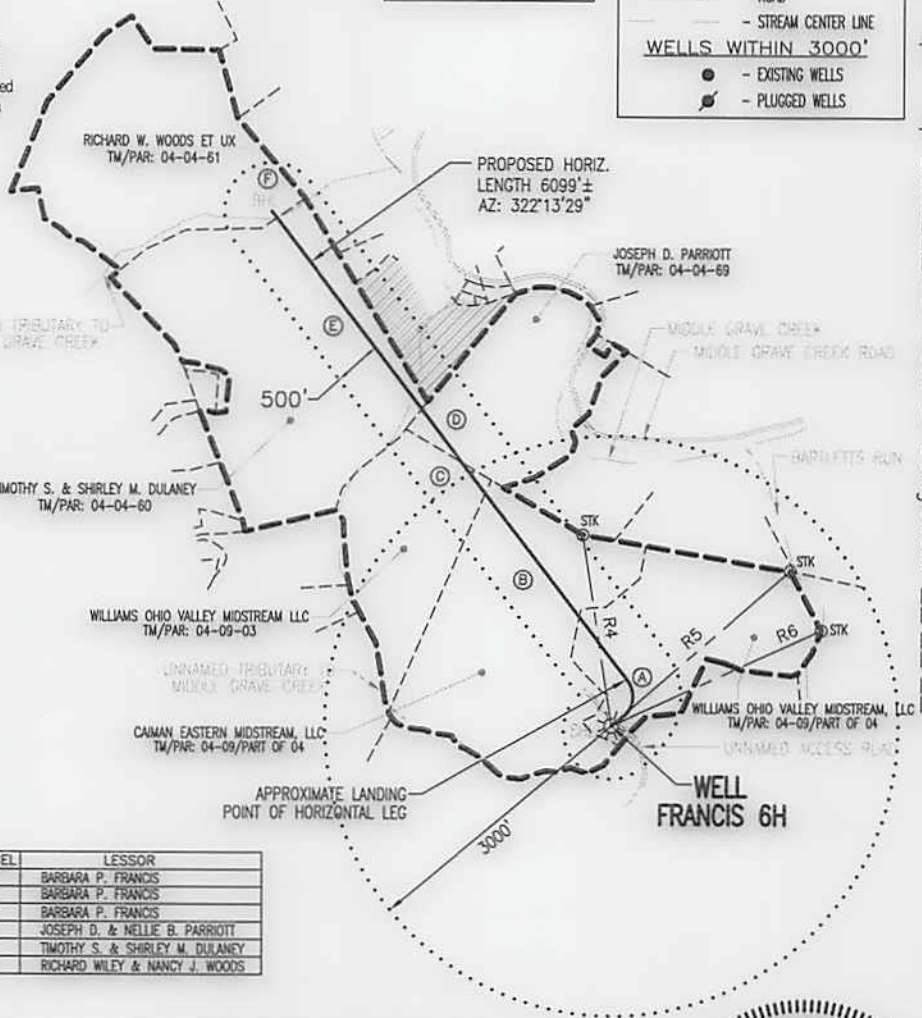 - STREAM CENTER LINE
WELLS WITHIN 3000'
- EXISTING WELLS
- PLUGGED WELLS
RICHARD W. WOODS ET UX
TM/PAR: 04-04-61
F
BHL
PROPOSED HORIZ.
LENGTH 6099'±
AZ: 322°13'29"
JOSEPH D. PARRIOTT
TM/PAR: 04-04-69
TRIBUTARY TO
GRAVE CREEK
MIDDLE GRAVE CREEK
MIDDLE GRAVE CREEK ROAD
E
500'
D
BARTLETTS RUN
C
TIMOTHY S. & SHIRLEY M. DULANEY
TM/PAR: 04-04-60
STK
STK
B
R4
R5
R6
STK
WILLIAMS OHIO VALLEY MIDSTREAM LLC
TM/PAR: 04-09-03
UNNAMED TRIBUTARY TO
MIDDLE GRAVE CREEK
A
CAIMAN EASTERN MIDSTREAM, LLC
TM/PAR: 04-09/PART OF 04
WILLIAMS OHIO VALLEY MIDSTREAM, LLC
TM/PAR: 04-09/PART OF 04
UNNAMED ACCESS ROAD
APPROXIMATE LANDING
POINT OF HORIZONTAL LEG
WELL
FRANCIS 6H
3000'
LESSOR
BARBARA P. FRANCIS
BARBARA P. FRANCIS
BARBARA P. FRANCIS
JOSEPH D. & NELLIE B. PARRIOTT
TIMOTHY S. & SHIRLEY M. DULANEY
RICHARD WILEY & NANCY J. WOODS